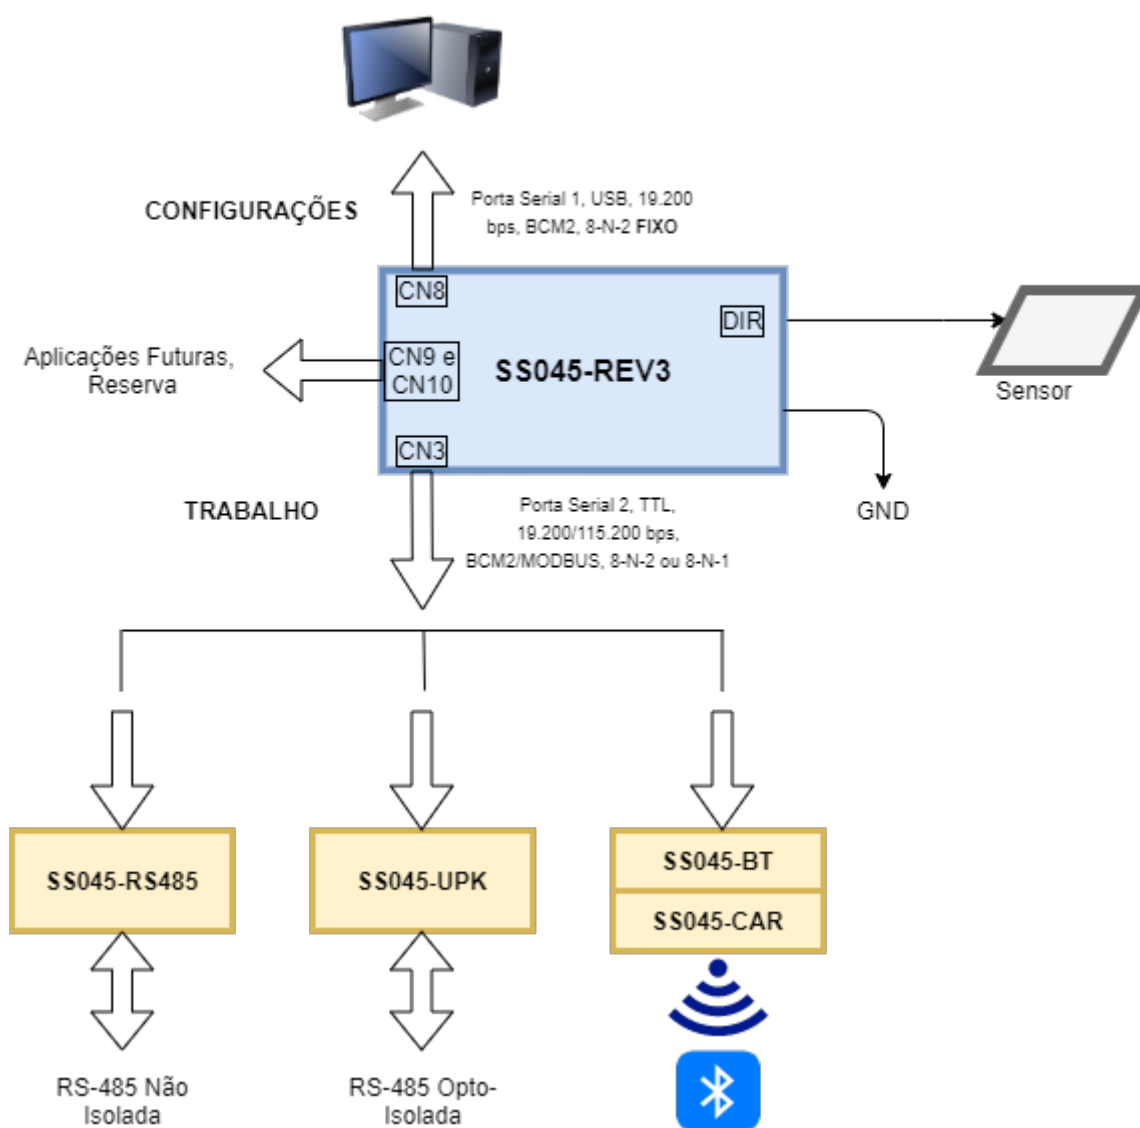 CONFIGURAÇÕES
Porta Serial 1, USB, 19.200
bps, BCM2, 8-N-2 FIXO
CN8
DIR
Aplicações Futuras,
Reserva
CN9 e
CN10
SS045-REV3
Sensor
CN3
TRABALHO
Porta Serial 2, TTL,
19.200/115.200 bps,
BCM2/MODBUS, 8-N-2 ou 8-N-1
GND
SS045-RS485
SS045-UPK
SS045-BT
SS045-CAR
RS-485 Não
Isolada
RS-485 Opto-
Isolada